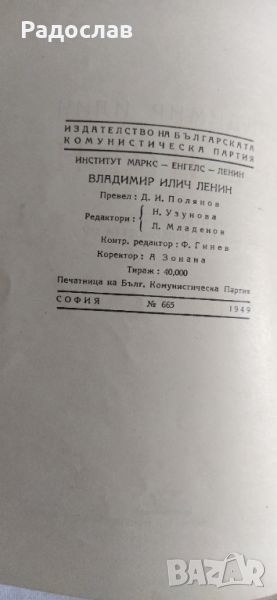 Радослав
ИЗДАТЕЛСТВО НА БЪЛГАРСКАТА
КОМУНИСТИЧЕСКА ПАРТИЯ
ИНСТИТУТ МАРКС — ЕНГЕЛС — ЛЕНИН
ВЛАДИМИР ИЛИЧ ЛЕНИН
Превел : Д. И. Полянов
Редактори : Н. Узунова
Л. Младенов
Контр. редактор : Ф. Гинев
Коректор : А Зонана
Тираж : 40,000
Печатница на Бълг. Комунистическа Партия
СОФИЯ № 665 1949
BAZAR